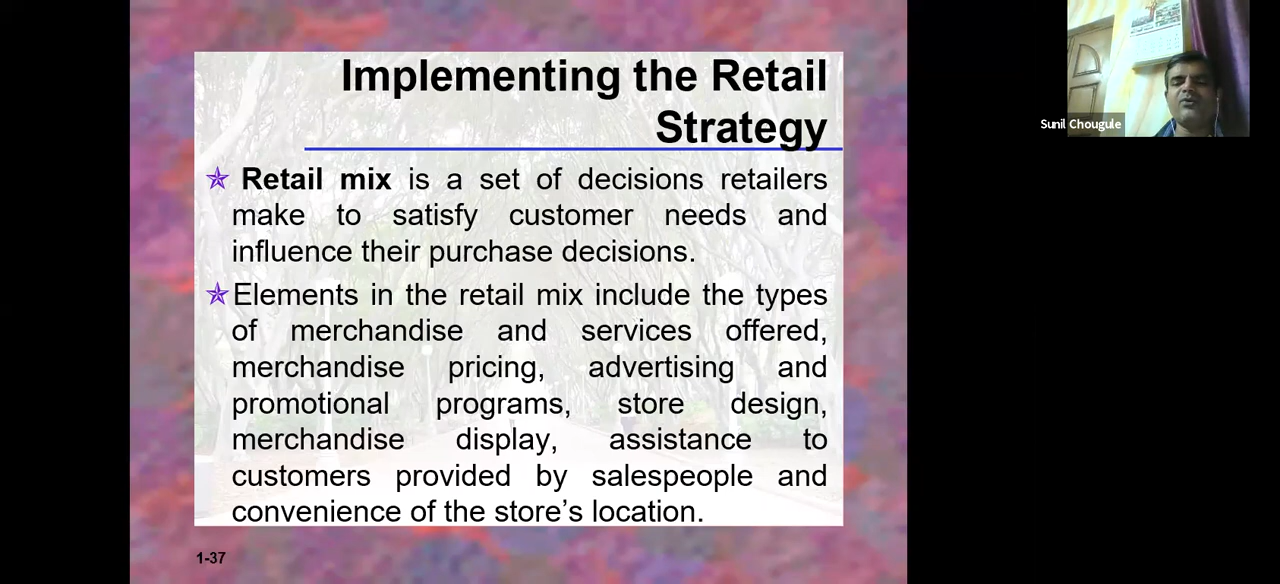 Implementing the Retail
Strategy
Retail mix is a set of decisions retailers
make to satisfy customer needs and
influence their purchase decisions.
Elements in the retail mix include the types
of merchandise and services offered,
merchandise pricing, advertising and
promotional programs, store design,
merchandise display, assistance to
customers provided by salespeople and
convenience of the store’s location.
1-37
Sunil Chougule